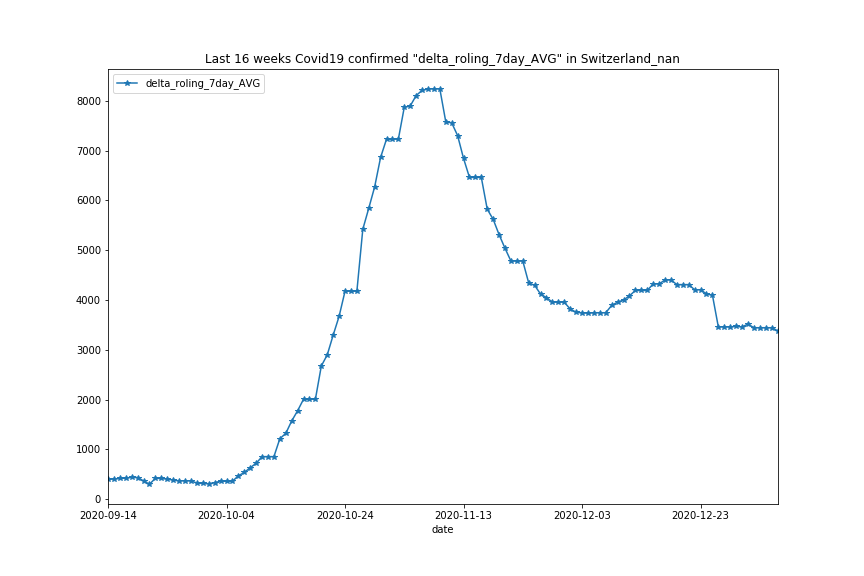 Last 16 weeks Covid19 confirmed "delta_roling_7day_AVG" in Switzerland_nan
delta_roling_7day_AVG
8000
7000
6000
5000
4000
3000
2000
1000
0
2020-09-14 2020-10-04 2020-10-24 2020-11-13 2020-12-03 2020-12-23
date